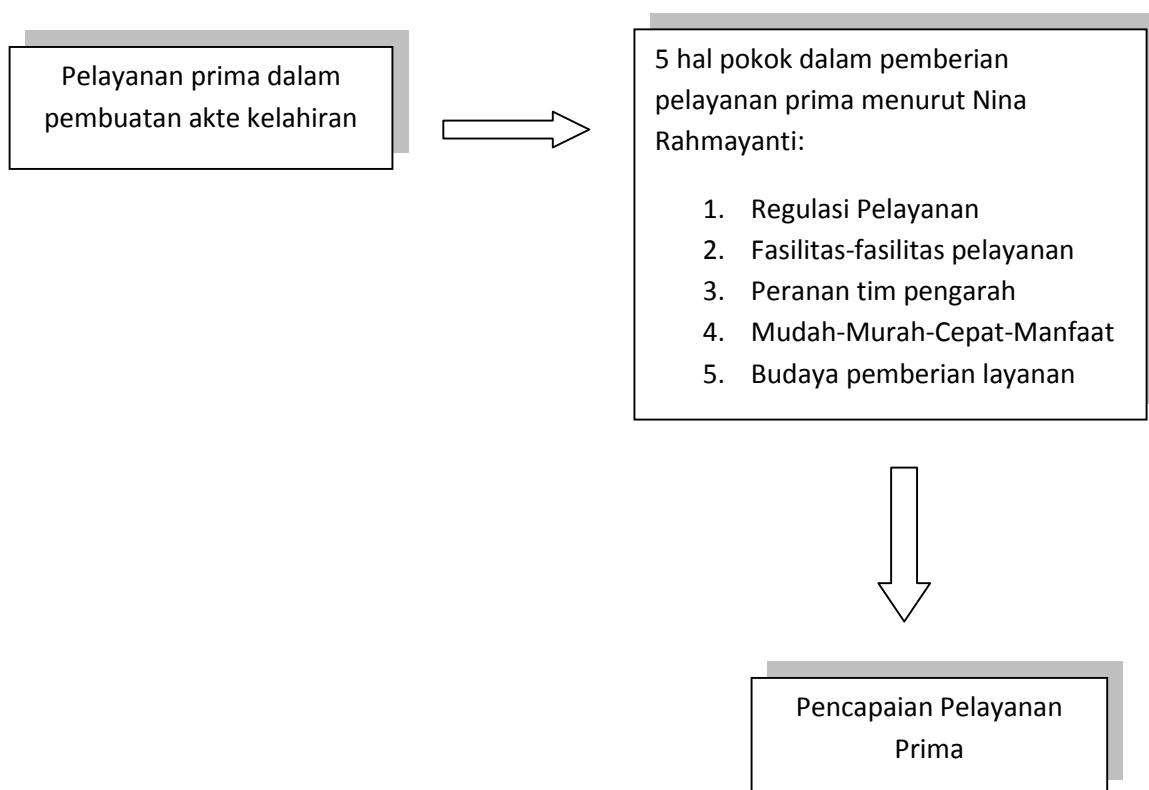 Pelayanan prima dalam
pembuatan akte kelahiran
5 hal pokok dalam pemberian
pelayanan prima menurut Nina
Rahmayanti:
1. Regulasi Pelayanan
2. Fasilitas-fasilitas pelayanan
3. Peranan tim pengarah
4. Mudah-Murah-Cepat-Manfaat
5. Budaya pemberian layanan
Pencapaian Pelayanan
Prima